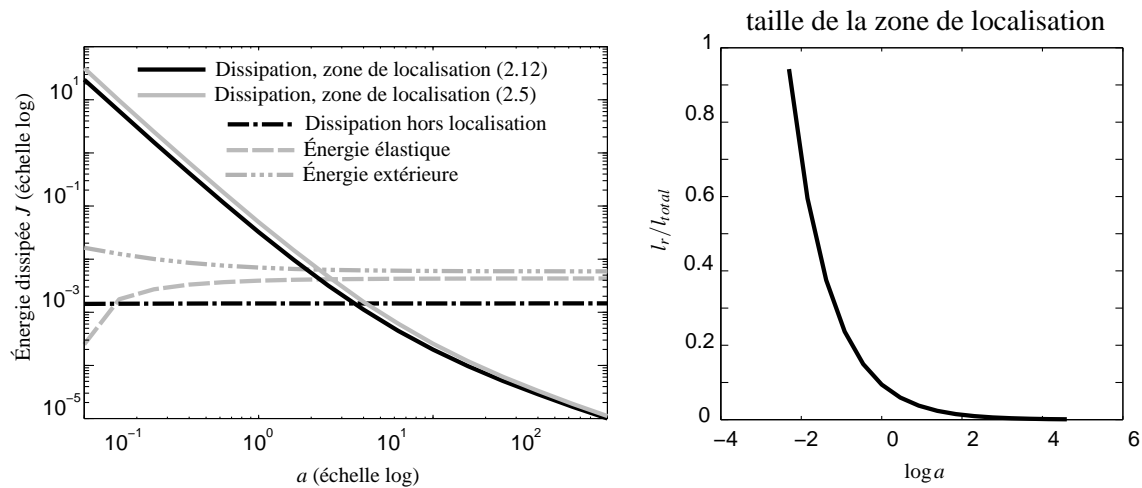 Dissipation, zone de localisation (2.12)
Dissipation, zone de localisation (2.5)
Dissipation hors localisation
Énergie élastique
Énergie extérieure
Énergie dissipée J (échelle log)
10^1
10^-1
10^-3
10^-5
10^-1 10^0 10^1 10^2
a (échelle log)
taille de la zone de localisation
l_r/l_total
1
0.8
0.6
0.4
0.2
0
−4 −2 0 2 4 6
log a